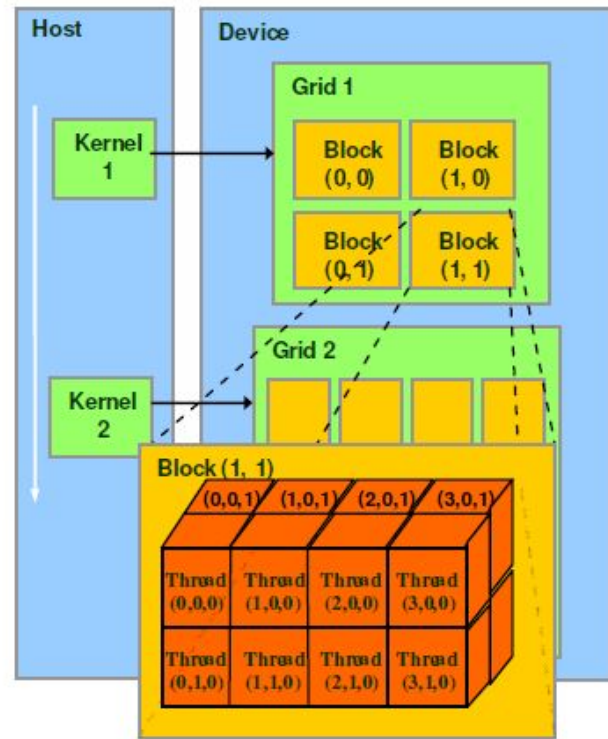 Host
Device
Grid 1
Kernel
1
Block
(0, 0)
Block
(1, 0)
Block
(0, 1)
Block
(1, 1)
Grid 2
Kernel
2
Block (1, 1)
(0,0,1) (1,0,1) (2,0,1) (3,0,1)
Thread
(0,0,0)
Thread
(1,0,0)
Thread
(2,0,0)
Thread
(3,0,0)
Thread
(0,1,0)
Thread
(1,1,0)
Thread
(2,1,0)
Thread
(3,1,0)